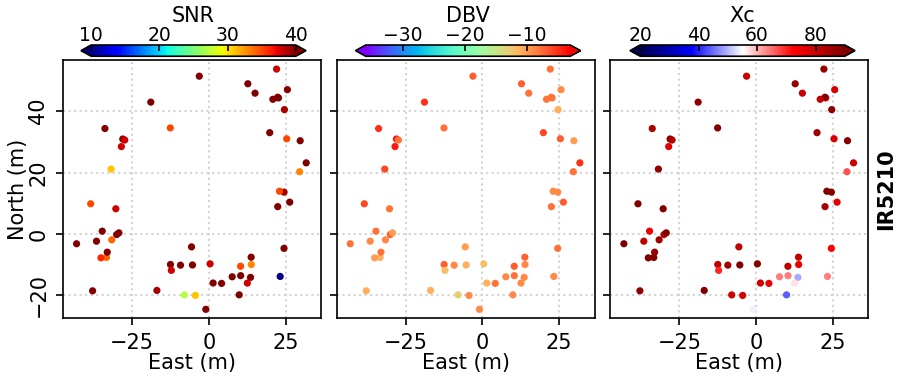 SNR DBV Xc
10 20 30 40 −30 −20 −10 20 40 60 80
North (m)
40
20
0
−20
IR5210
−25 0 25 −25 0 25 −25 0 25
East (m) East (m) East (m)